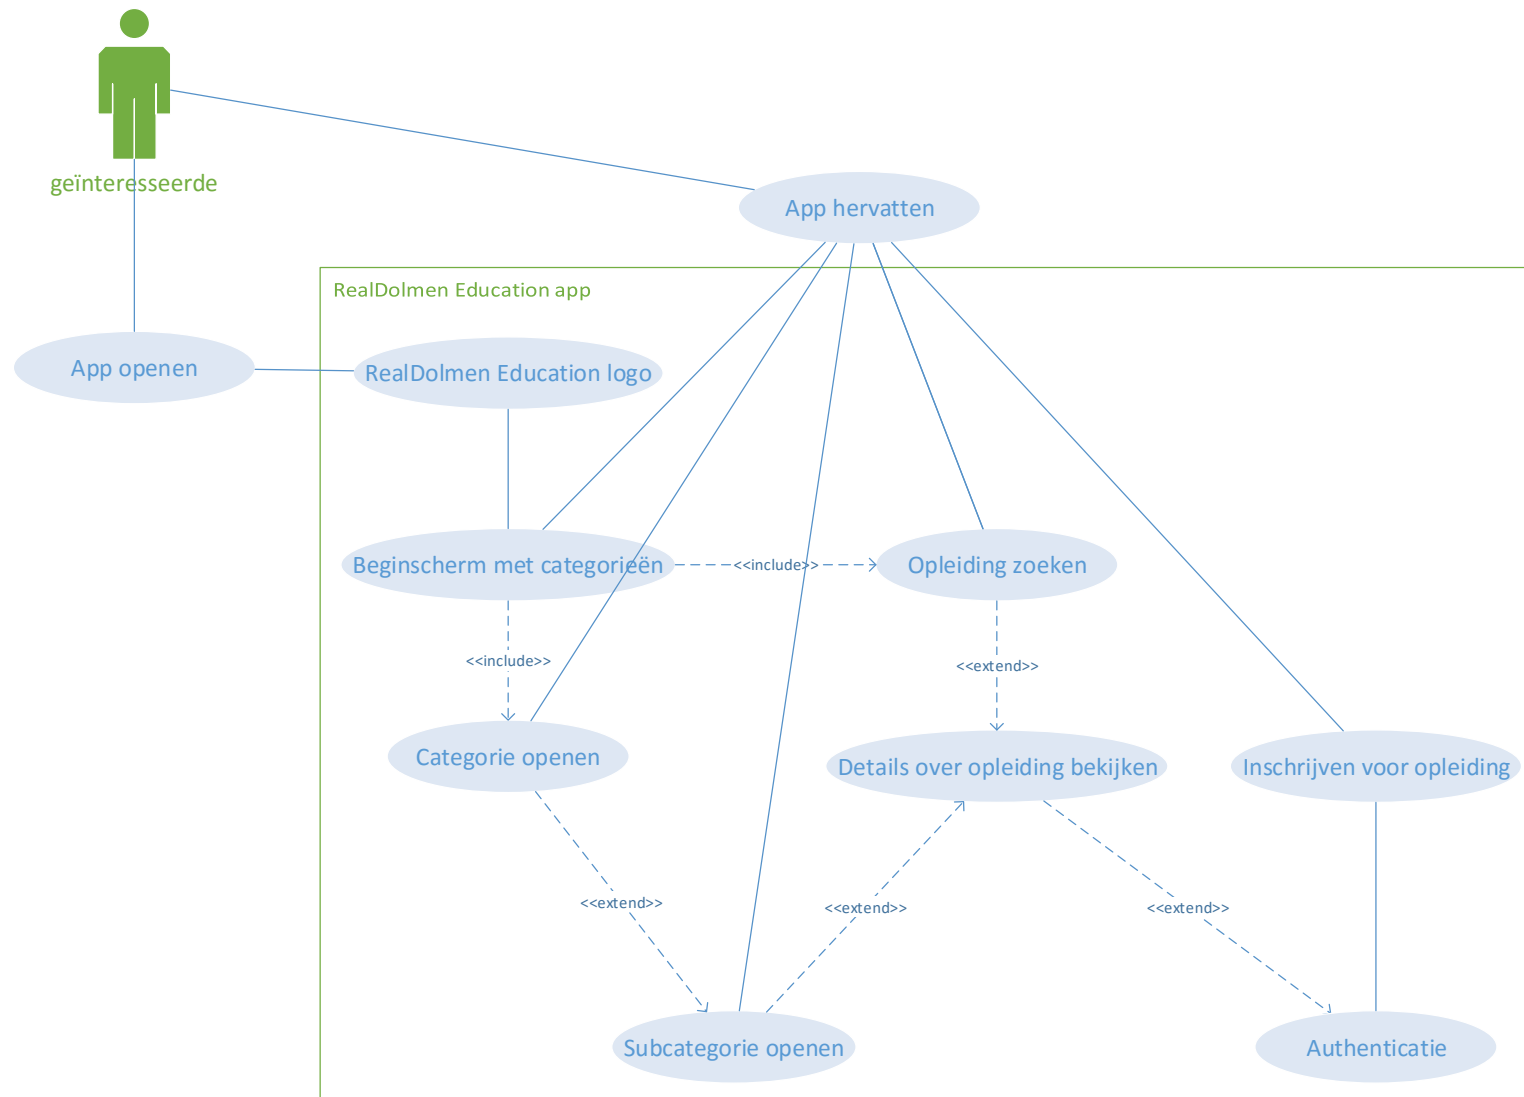 geïnteresseerde
App hervatten
RealDolmen Education app
App openen
RealDolmen Education logo
Beginscherm met categorieën
<<include>>
Opleiding zoeken
<<include>>
<<extend>>
Categorie openen
Details over opleiding bekijken
Inschrijven voor opleiding
<<extend>>
<<extend>>
<<extend>>
Subcategorie openen
Authenticatie